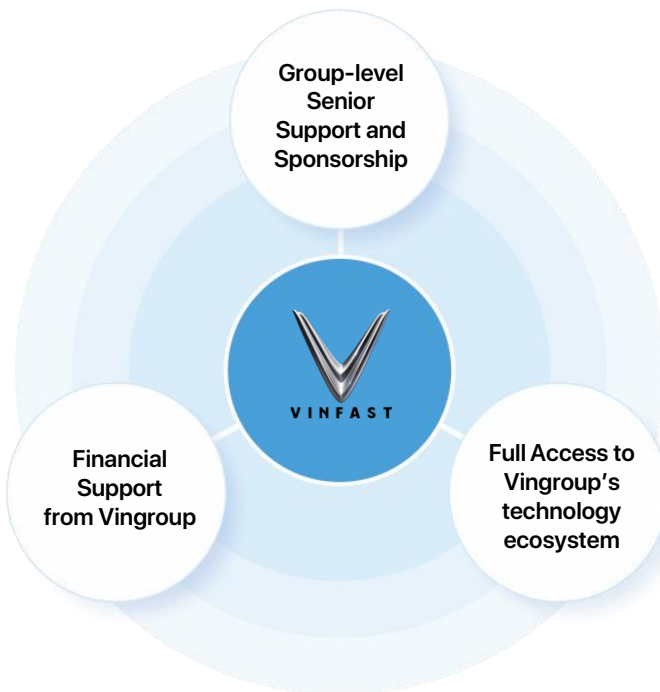 Group-level
Senior
Support and
Sponsorship
VINFAST
Financial
Support
from Vingroup
Full Access to
Vingroup’s
technology
ecosystem